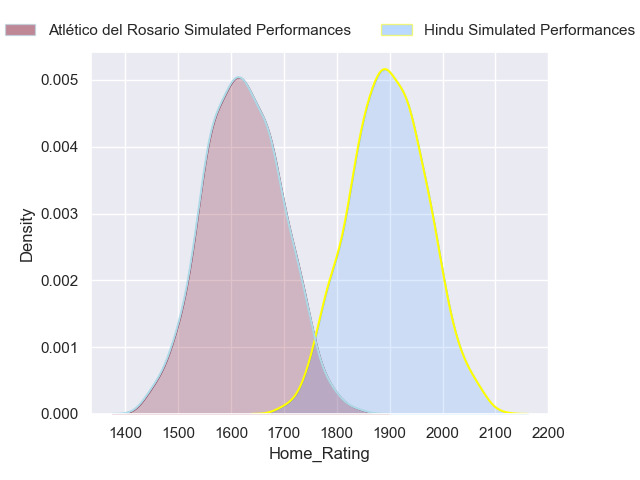 Atlético del Rosario Simulated Performances
Hindu Simulated Performances
0.005
0.004
0.003
0.002
0.001
0.000
Density
1400 1500 1600 1700 1800 1900 2000 2100 2200
Home_Rating